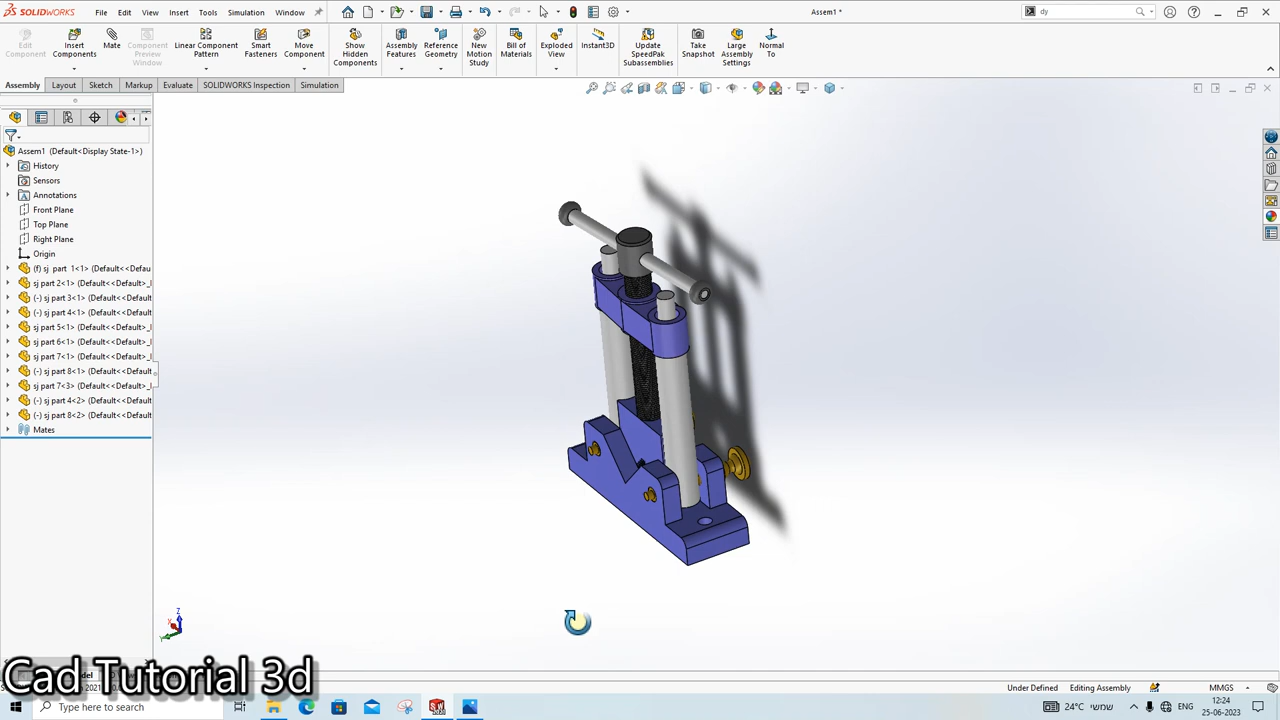 SOLIDWORKS File Edit View Insert Tools Simulation Window Assem1 * dy
Edit Component Insert Components Mate Component Preview Window Linear Component Pattern Smart Fasteners Move Component Show Hidden Components Assembly Features Reference Geometry New Motion Study Bill of Materials Exploded View Instant3D Update SpeedPak Subassemblies Take Snapshot Large Assembly Settings Normal To
Assembly Layout Sketch Markup Evaluate SOLIDWORKS Inspection Simulation
Assem1 (Default<Display State-1>)
History
Sensors
Annotations
Front Plane
Top Plane
Right Plane
Origin
(f) sj part 1<1> (Default<<Defau
sj part 2<1> (Default<<Default>_
(-) sj part 3<1> (Default<<Default
(-) sj part 4<1> (Default<<Default
sj part 5<1> (Default<<Default>_
sj part 6<1> (Default<<Default>_
sj part 7<1> (Default<<Default>_
(-) sj part 8<1> (Default<<Default
sj part 7<3> (Default<<Default>_
(-) sj part 4<2> (Default<<Default
(-) sj part 8<2> (Default<<Default
Mates
Z
X
Y
Cad Tutorial 3d
Under Defined Editing Assembly MMGS
Type here to search 24°C שמשי ENG 12:24
25-06-2023